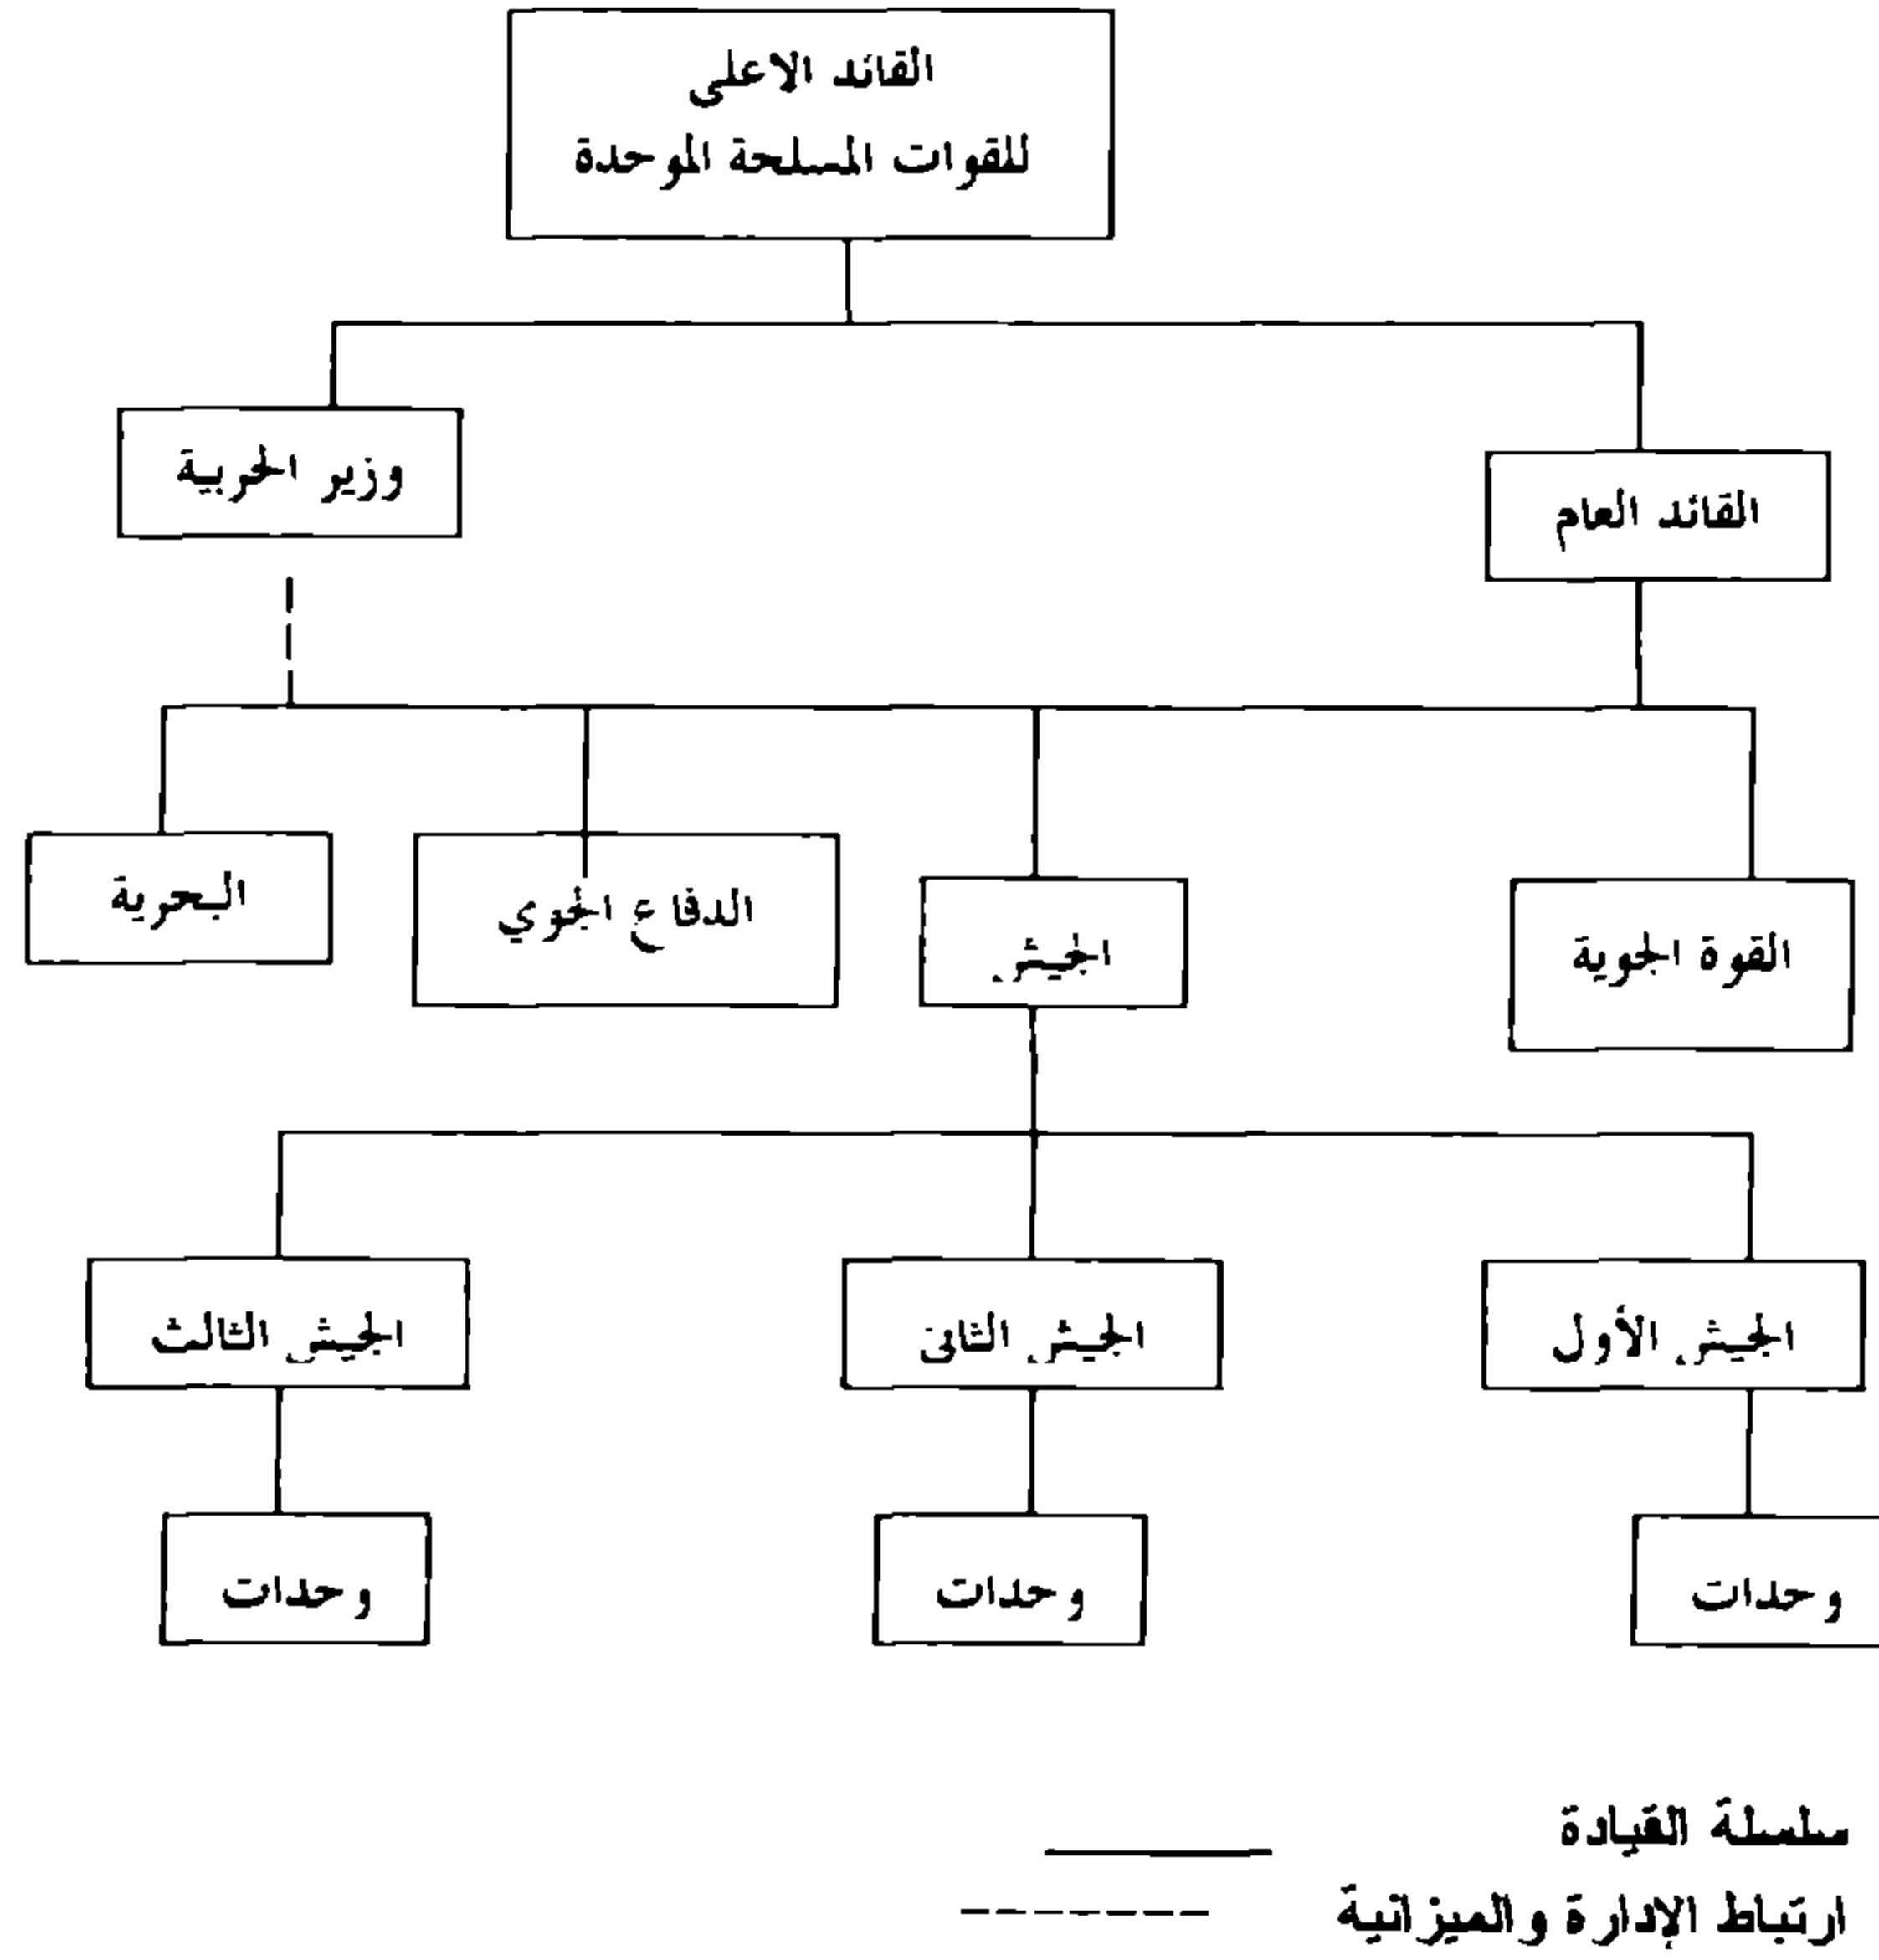 القائد الاعلى
للقوات المسلحة الموحدة
القائد العام
وزير الحربية
القوة الجوية
الجيش
الدفاع الجوي
البحرية
الجيش الأول
الجيش الثانى
الجيش الثالث
وحدات
وحدات
وحدات
سلسلة القيادة
ارتباط الإدارة والميزانية